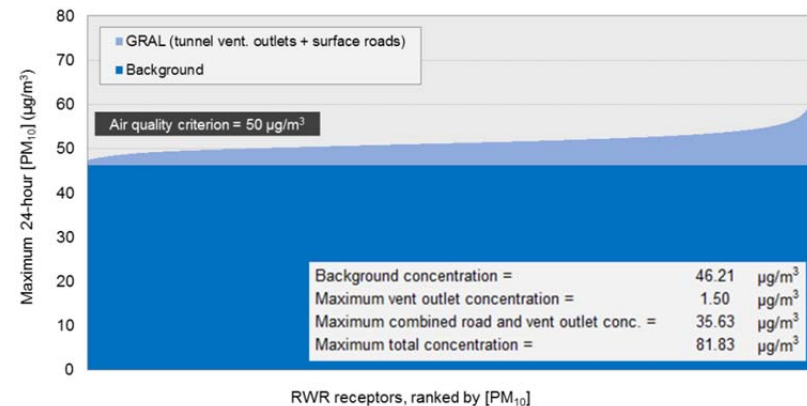 80
70
60
50
40
30
20
10
0
Maximum 24-hour [PM₁₀] (µg/m³)
GRAL (tunnel vent. outlets + surface roads)
Background
Air quality criterion = 50 µg/m³
Background concentration = 46.21 µg/m³
Maximum vent outlet concentration = 1.50 µg/m³
Maximum combined road and vent outlet conc. = 35.63 µg/m³
Maximum total concentration = 81.83 µg/m³
RWR receptors, ranked by [PM₁₀]